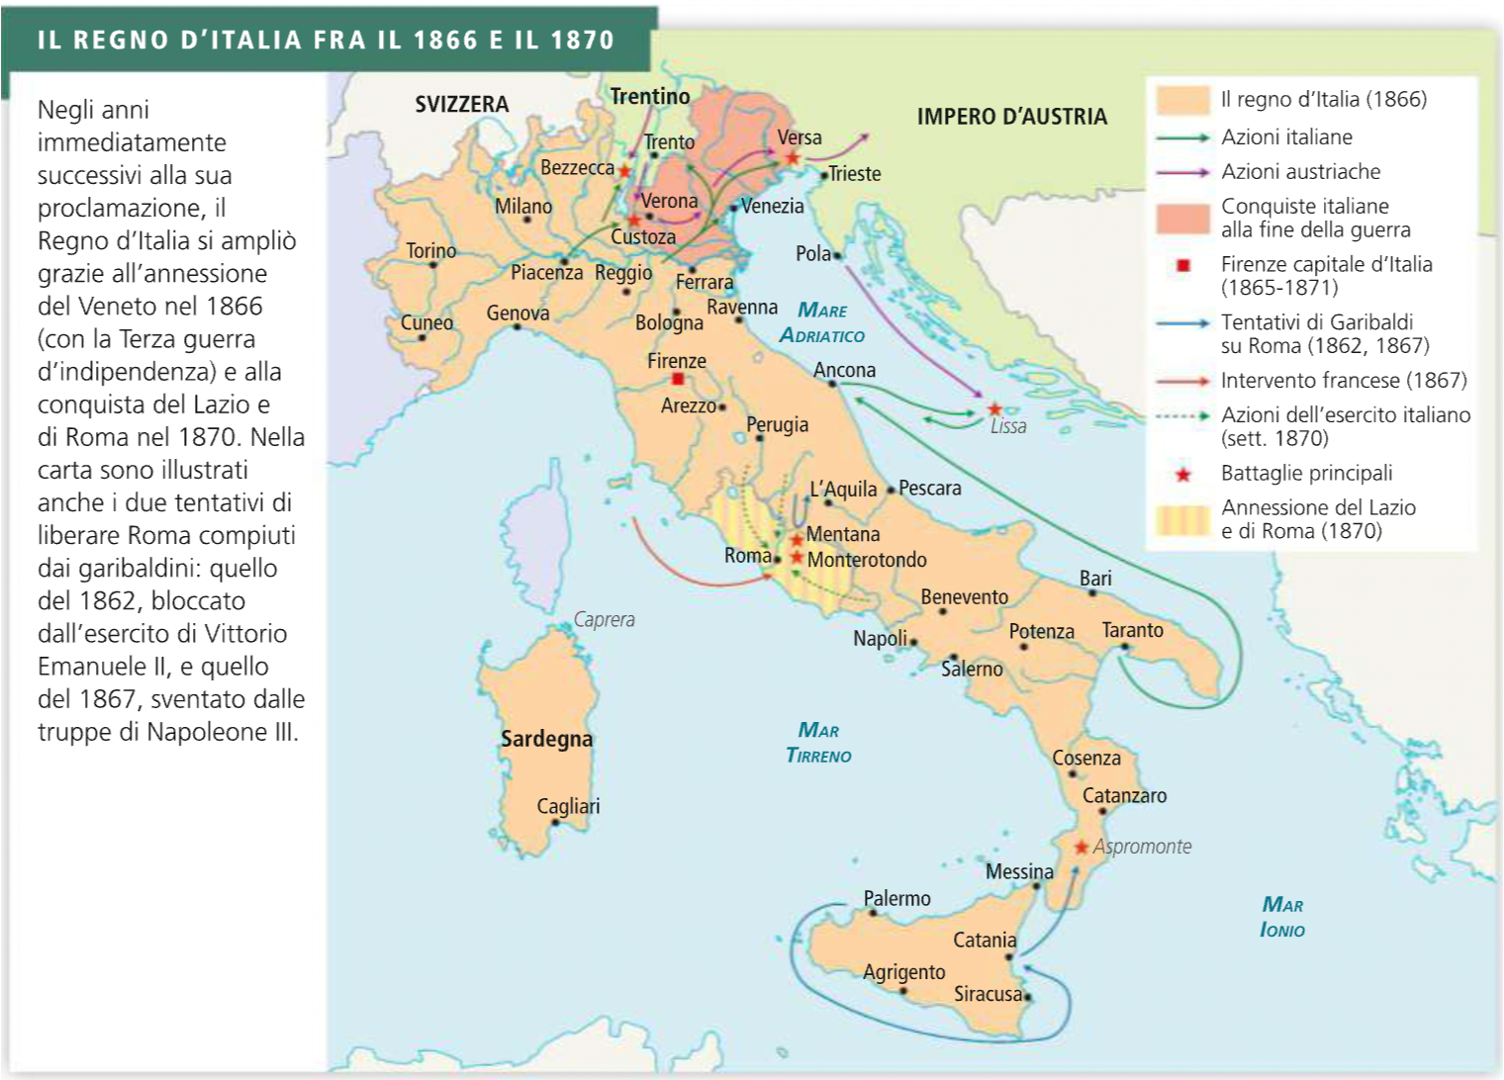 IL REGNO D'ITALIA FRA IL 1866 E IL 1870
Negli anni
immediatamente
successivi alla sua
proclamazione, il
Regno d'Italia si ampliò
grazie all'annessione
del Veneto nel 1866
(con la Terza guerra
d'indipendenza) e alla
conquista del Lazio e
di Roma nel 1870. Nella
carta sono illustrati
anche i due tentativi di
liberare Roma compiuti
dai garibaldini: quello
del 1862, bloccato
dall'esercito di Vittorio
Emanuele II, e quello
del 1867, sventato dalle
truppe di Napoleone III.
SVIZZERA
Trentino
IMPERO D'AUSTRIA
Trento
Versa
Bezzecca
Trieste
Milano
Verona
Venezia
Custoza
Torino
Pola
Piacenza
Reggio
Ferrara
Genova
Ravenna
Cuneo
Bologna
MARE
ADRIATICO
Firenze
Ancona
Arezzo
Perugia
Lissa
L'Aquila
Pescara
Mentana
Roma
Monterotondo
Bari
Benevento
Caprera
Napoli
Potenza
Taranto
Salerno
Sardegna
MAR
TIRRENO
Cosenza
Catanzaro
Cagliari
Aspromonte
Messina
Palermo
MAR
IONIO
Catania
Agrigento
Siracusa
Il regno d'Italia (1866)
Azioni italiane
Azioni austriache
Conquiste italiane
alla fine della guerra
Firenze capitale d'Italia
(1865-1871)
Tentativi di Garibaldi
su Roma (1862, 1867)
Intervento francese (1867)
Azioni dell'esercito italiano
(sett. 1870)
Battaglie principali
Annessione del Lazio
e di Roma (1870)